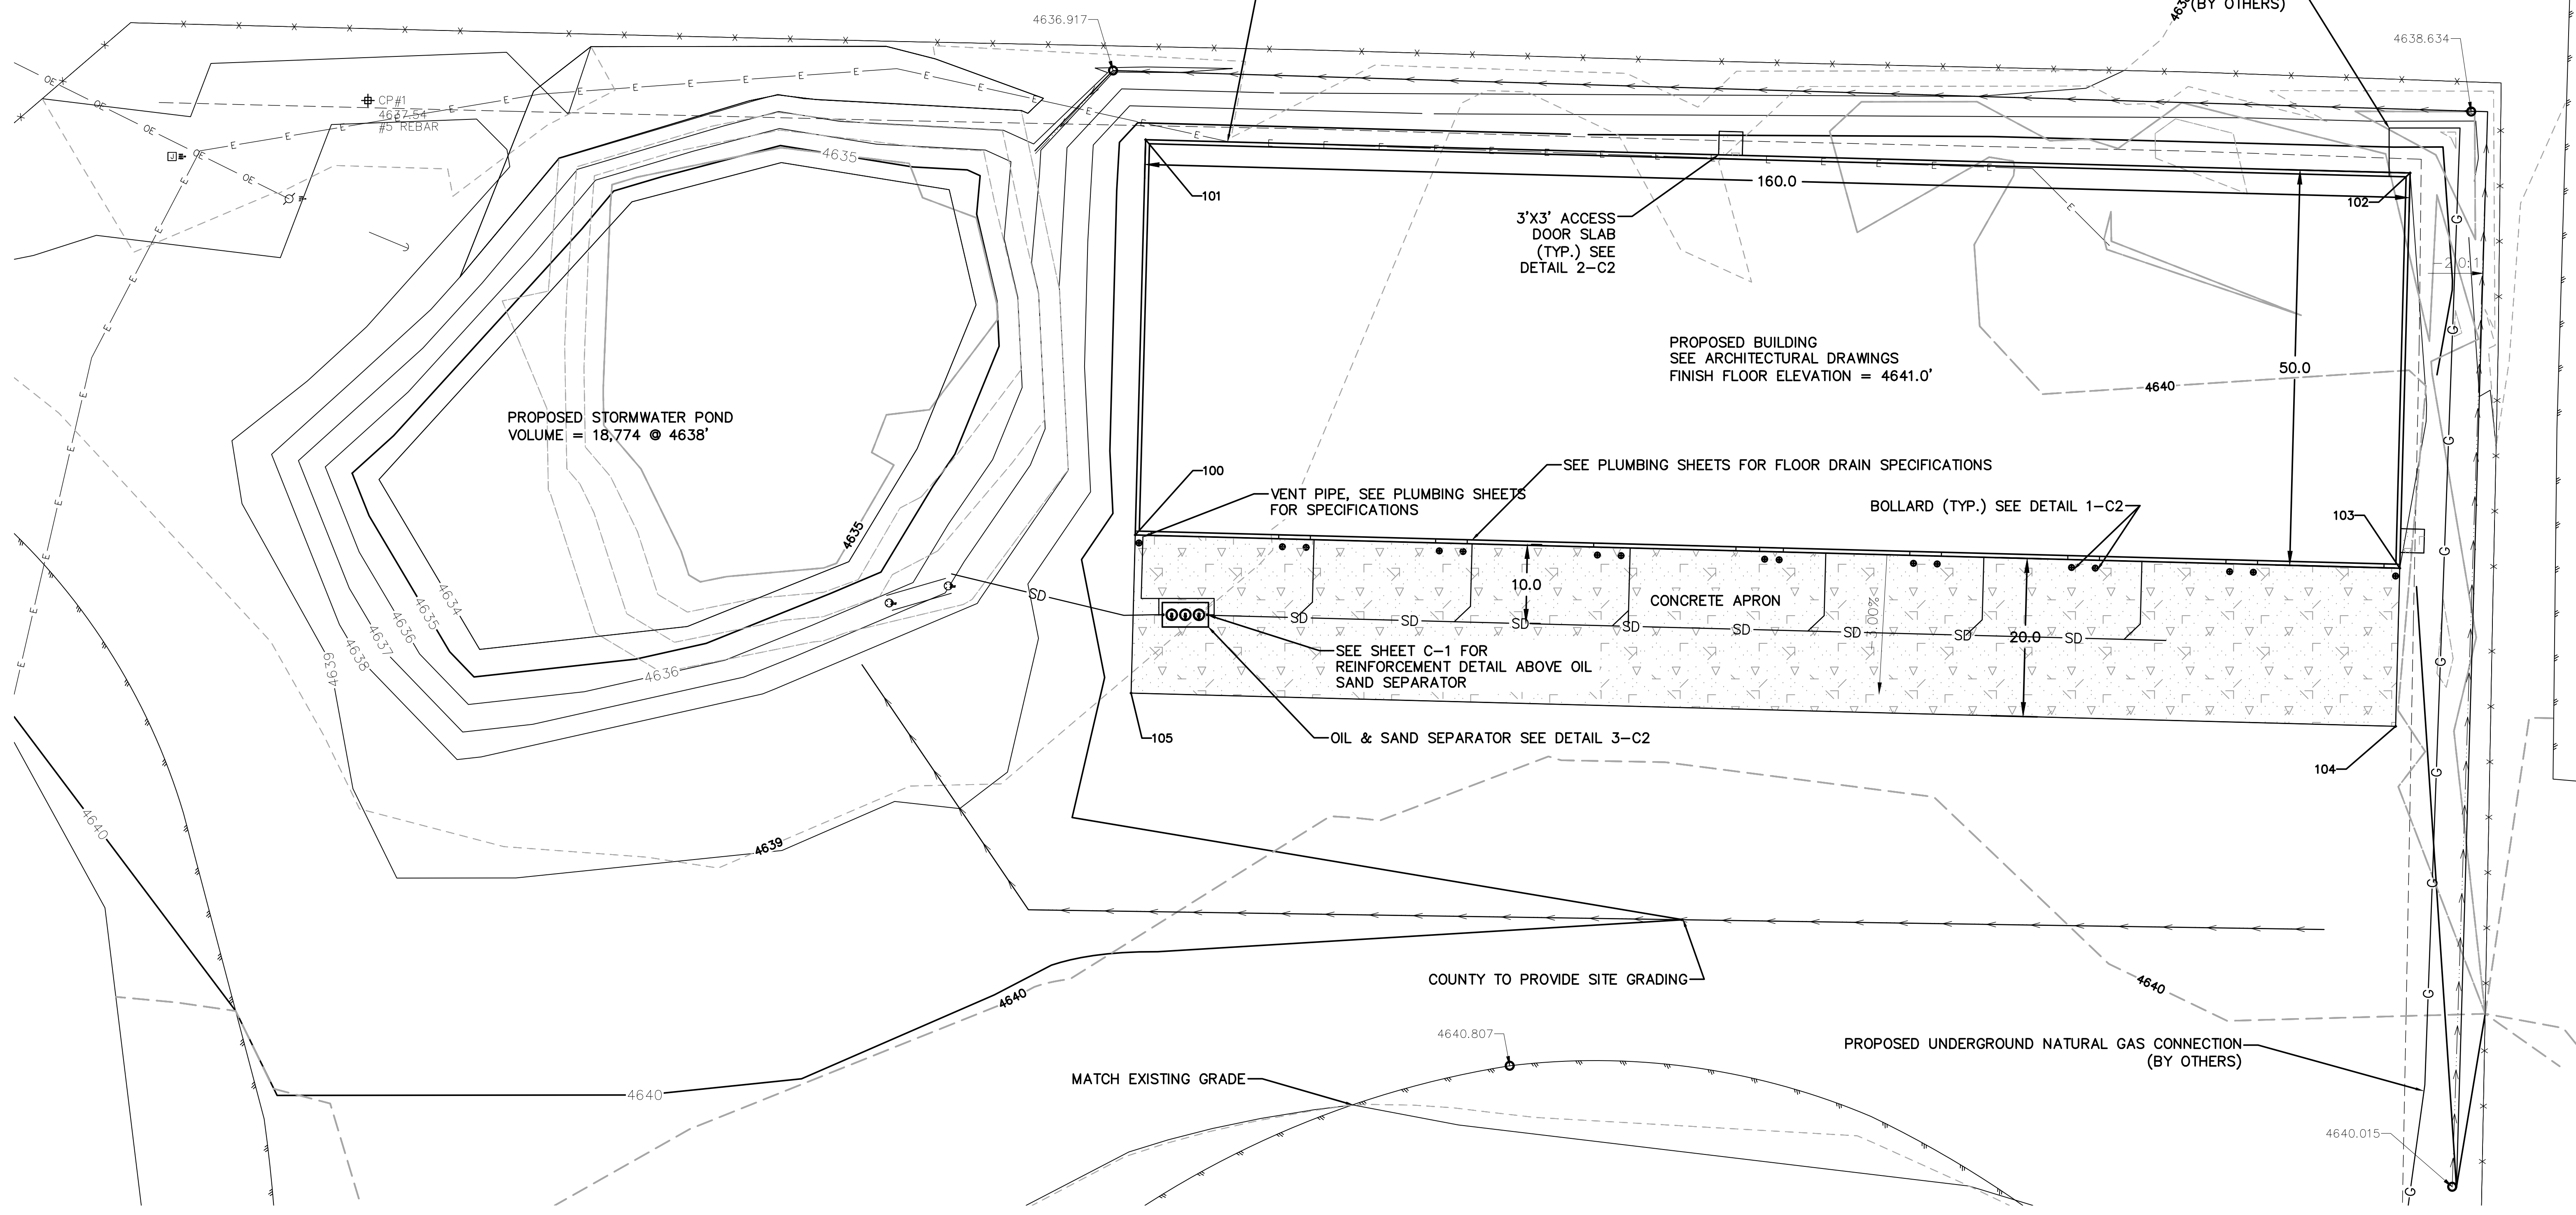 (BY OTHERS)
4636.917
4638.634
CP#1
4637.54
#5 REBAR
OE
OE
OE
OE
4635
101
160.0
102
3'X3' ACCESS
DOOR SLAB
(TYP.) SEE
DETAIL 2-C2
PROPOSED BUILDING
SEE ARCHITECTURAL DRAWINGS
FINISH FLOOR ELEVATION = 4641.0'
50.0
4640
PROPOSED STORMWATER POND
VOLUME = 18,774 @ 4638'
100
VENT PIPE, SEE PLUMBING SHEETS
FOR SPECIFICATIONS
SEE PLUMBING SHEETS FOR FLOOR DRAIN SPECIFICATIONS
BOLLARD (TYP.) SEE DETAIL 1-C2
103
4635
10.0
CONCRETE APRON
20.0
SD
SD
SD
SD
SD
SD
SD
SD
SD
4634
4635
4636
4637
4638
4639
4636
SEE SHEET C-1 FOR
REINFORCEMENT DETAIL ABOVE OIL
SAND SEPARATOR
OIL & SAND SEPARATOR SEE DETAIL 3-C2
105
104
4640
4639
COUNTY TO PROVIDE SITE GRADING
4640
4640
4640.807
PROPOSED UNDERGROUND NATURAL GAS CONNECTION
(BY OTHERS)
MATCH EXISTING GRADE
4640
4640.015